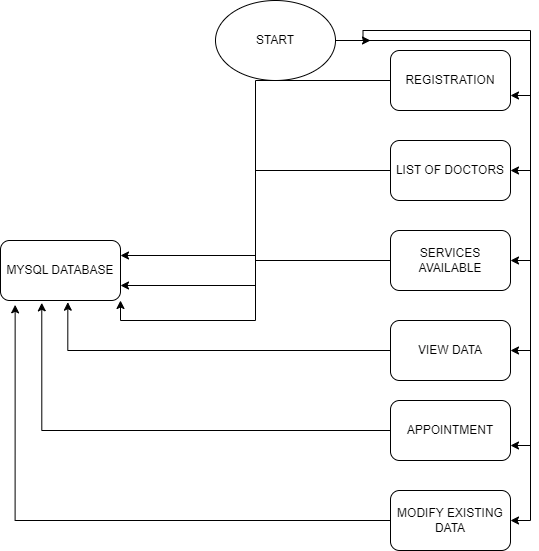 START
REGISTRATION
LIST OF DOCTORS
SERVICES
AVAILABLE
MYSQL DATABASE
VIEW DATA
APPOINTMENT
MODIFY EXISTING
DATA